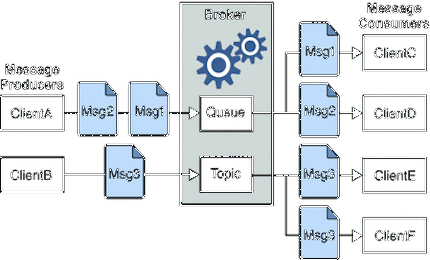 Broker
Message
Consumers
Msg1
ClientC
Message
Producers
ClientA
Msg2
Msg1
Queue
Msg2
ClientD
ClientB
Msg3
Topic
Msg3
ClientE
Msg3
ClientF